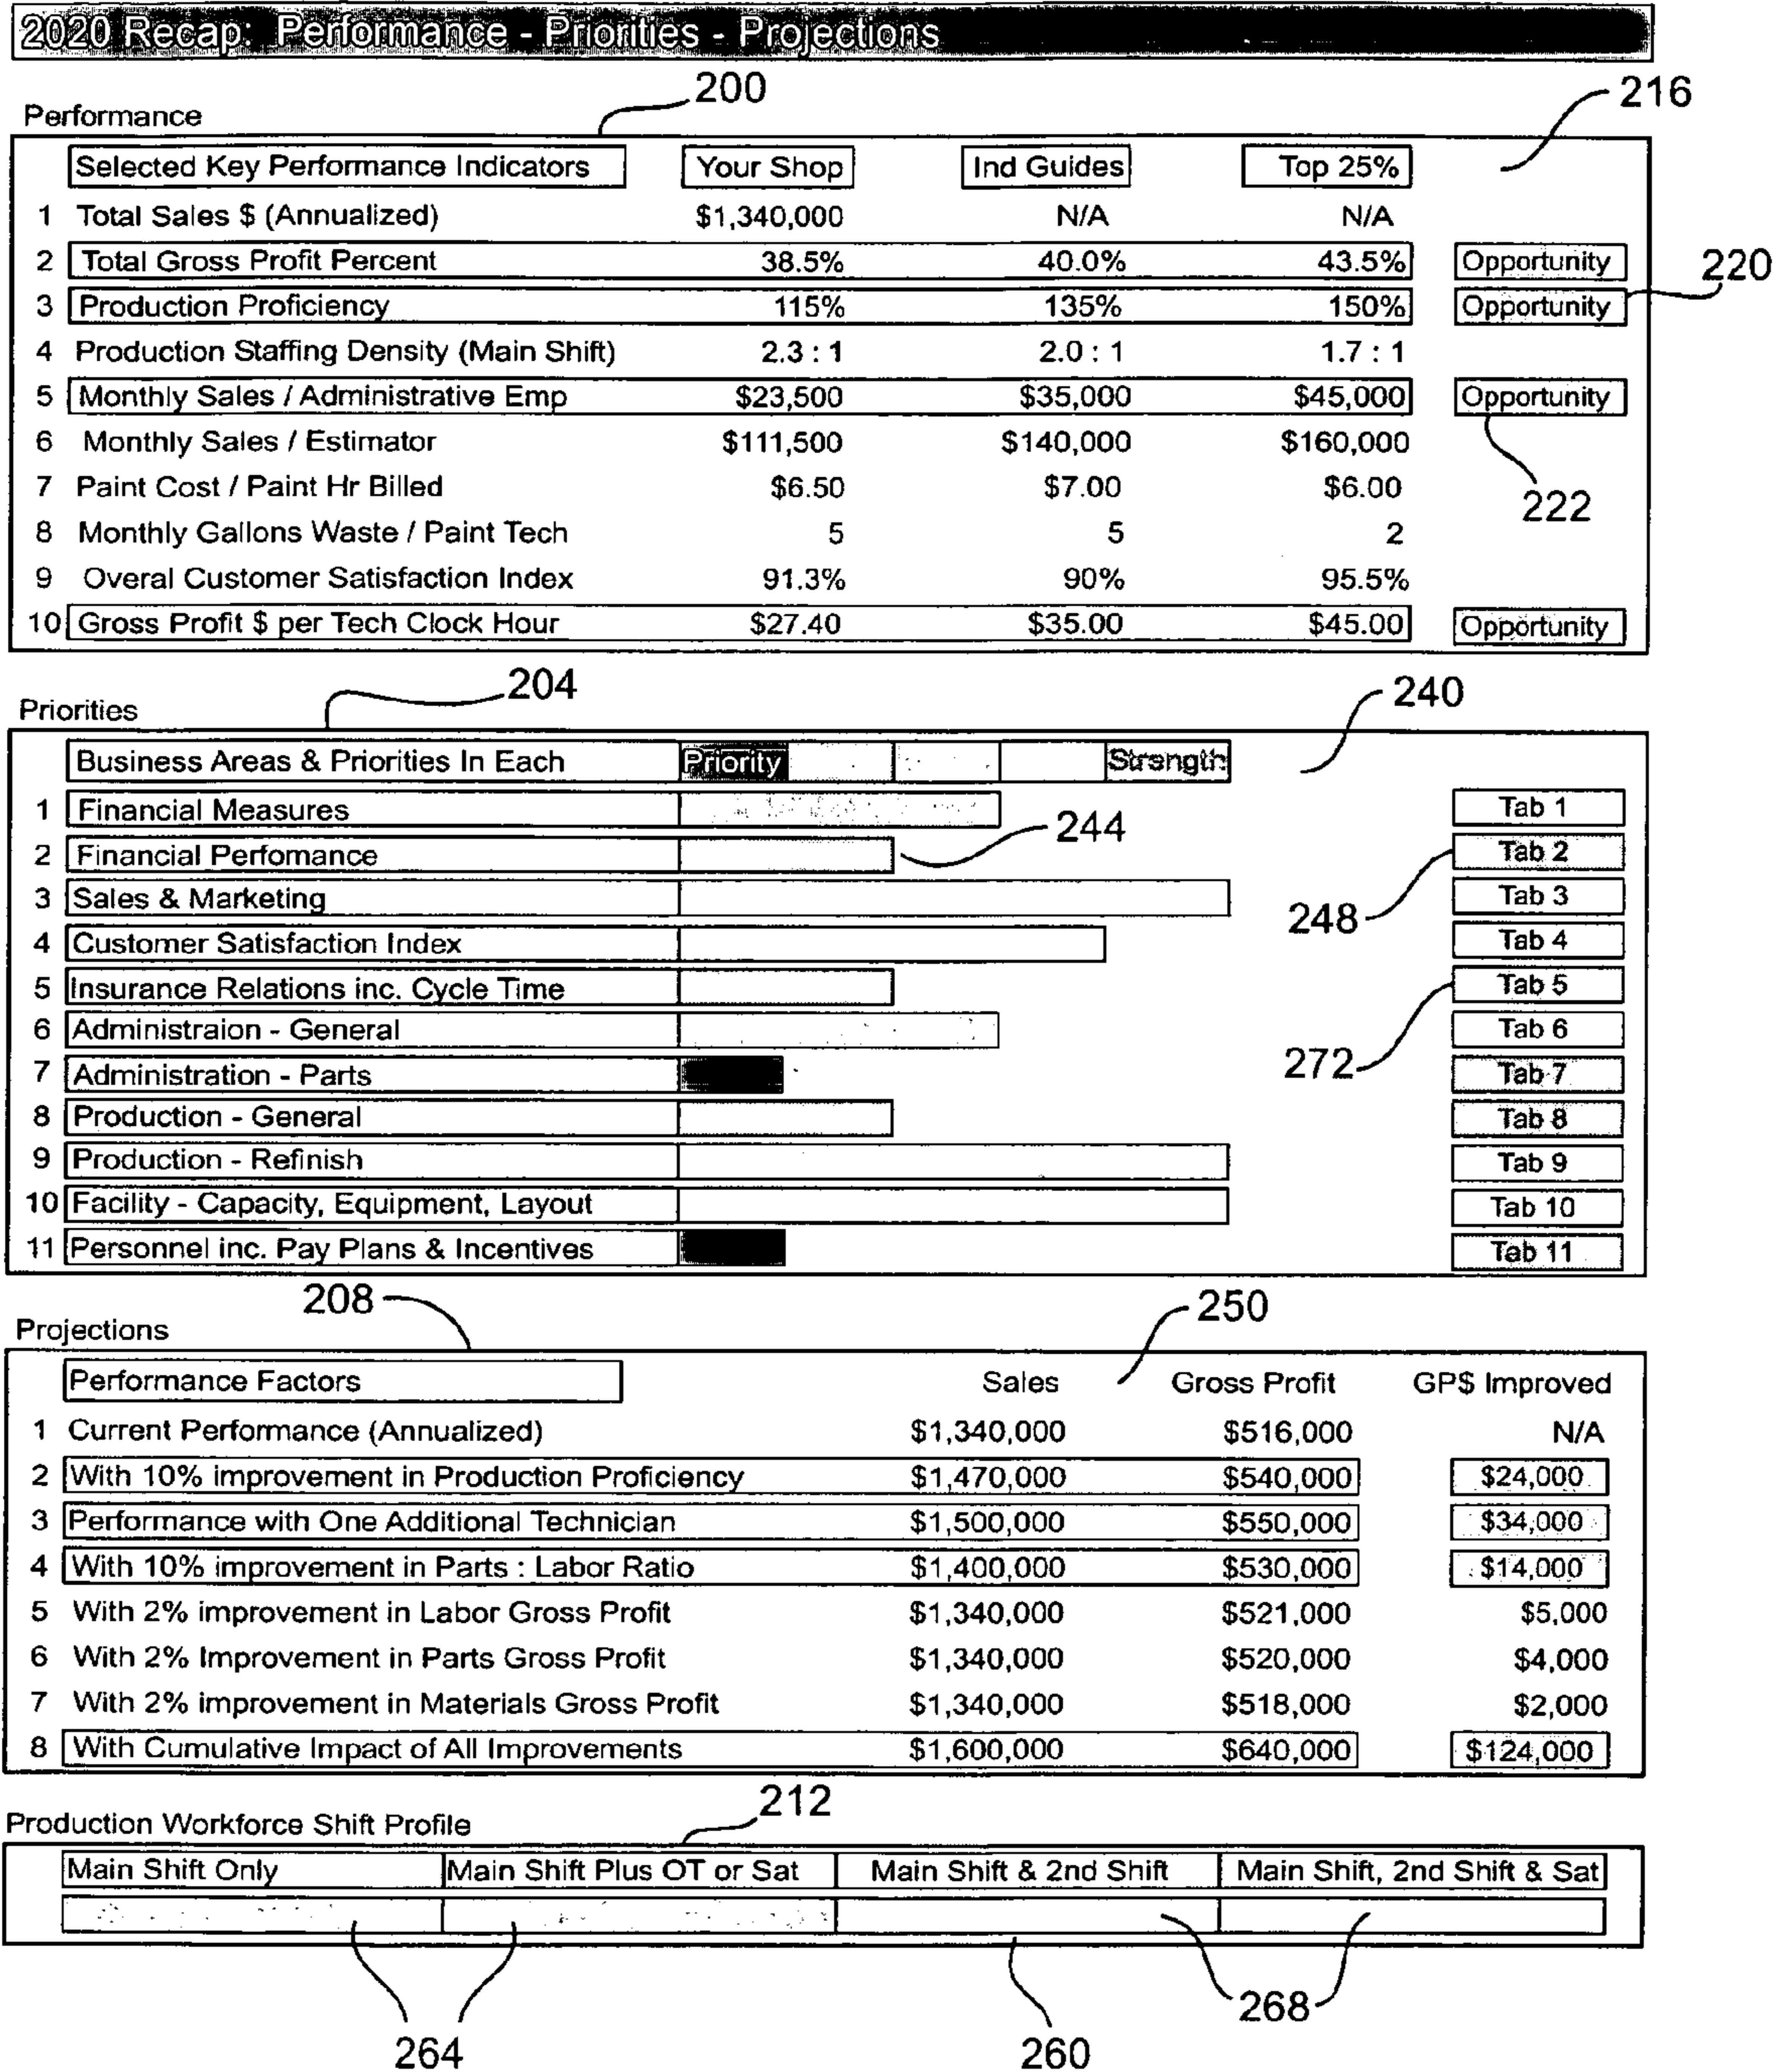 2020 Recap: Performance - Priorities - Projections
200
216
Performance
Selected Key Performance Indicators Your Shop Ind Guides Top 25%
1 Total Sales $ (Annualized) $1,340,000 N/A N/A
2 Total Gross Profit Percent 38.5% 40.0% 43.5% Opportunity
220
3 Production Proficiency 115% 135% 150% Opportunity
4 Production Staffing Density (Main Shift) 2.3 : 1 2.0 : 1 1.7 : 1
5 Monthly Sales / Administrative Emp $23,500 $35,000 $45,000 Opportunity
6 Monthly Sales / Estimator $111,500 $140,000 $160,000
7 Paint Cost / Paint Hr Billed $6.50 $7.00 $6.00
222
8 Monthly Gallons Waste / Paint Tech 5 5 2
9 Overal Customer Satisfaction Index 91.3% 90% 95.5%
10 Gross Profit $ per Tech Clock Hour $27.40 $35.00 $45.00 Opportunity
204
240
Priorities
Business Areas & Priorities In Each Priority Strength
1 Financial Measures Tab 1
244
2 Financial Perfomance Tab 2
3 Sales & Marketing Tab 3
248
4 Customer Satisfaction Index Tab 4
5 Insurance Relations inc. Cycle Time Tab 5
6 Administraion - General Tab 6
272
7 Administration - Parts Tab 7
8 Production - General Tab 8
9 Production - Refinish Tab 9
10 Facility - Capacity, Equipment, Layout Tab 10
11 Personnel inc. Pay Plans & Incentives Tab 11
208
250
Projections
Performance Factors Sales Gross Profit GP$ Improved
1 Current Performance (Annualized) $1,340,000 $516,000 N/A
2 With 10% improvement in Production Proficiency $1,470,000 $540,000 $24,000
3 Performance with One Additional Technician $1,500,000 $550,000 $34,000
4 With 10% improvement in Parts : Labor Ratio $1,400,000 $530,000 $14,000
5 With 2% improvement in Labor Gross Profit $1,340,000 $521,000 $5,000
6 With 2% Improvement in Parts Gross Profit $1,340,000 $520,000 $4,000
7 With 2% improvement in Materials Gross Profit $1,340,000 $518,000 $2,000
8 With Cumulative Impact of All Improvements $1,600,000 $640,000 $124,000
212
Production Workforce Shift Profile
Main Shift Only Main Shift Plus OT or Sat Main Shift & 2nd Shift Main Shift, 2nd Shift & Sat
268
264
260